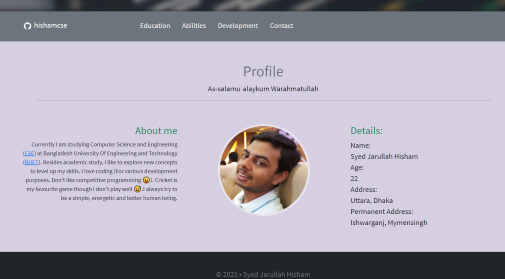 hishamcse Education Abilities Development Contact
Profile
As-salamu`alaykum Warahmatullah
About me
Currently I am studying Computer Science and Engineering
(CSE) at Bangladesh University Of Engineering and Technology
(BUET). Besides academic study, I like to explore new concepts
to level up my skills. I love coding (For various development
purposes. Don't like competitive programming 😜). Cricket is
my favourite game though i don't play well 😅.I always try to
be a simple, energetic and better human being.
Details:
Name:
Syed Jarullah Hisham
Age:
22
Address:
Uttara, Dhaka
Permanent Address:
Ishwarganj, Mymensingh
© 2021 • Syed Jarullah Hisham